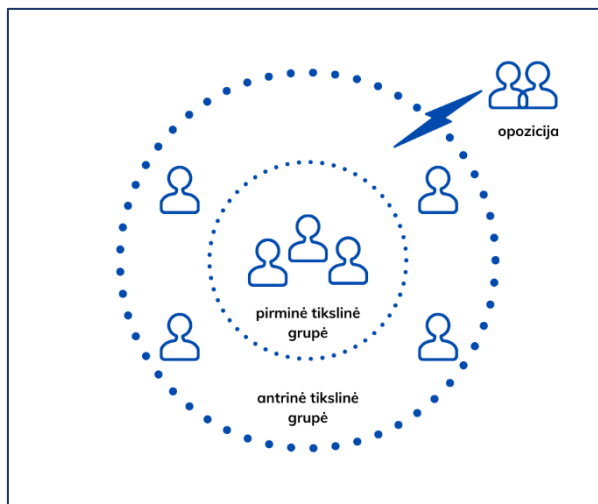 opozicija
pirminė tikslinė
grupė
antrinė tikslinė
grupė